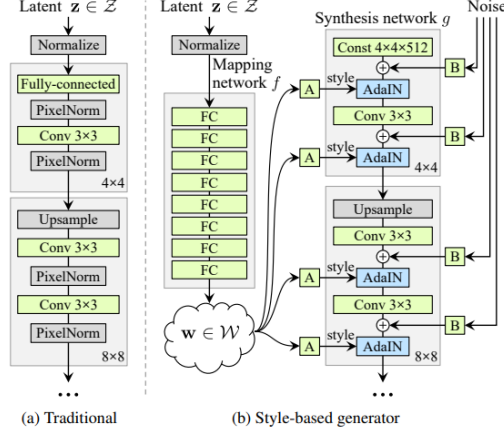 Latent z ∈ Z
Normalize
Fully-connected
PixelNorm
Conv 3×3
PixelNorm
4×4
Upsample
Conv 3×3
PixelNorm
Conv 3×3
PixelNorm
8×8
...
(a) Traditional
Latent z ∈ Z
Normalize
Mapping
network f
FC
FC
FC
FC
FC
FC
FC
FC
w ∈ W
A
A
A
A
style
style
style
style
Synthesis network g
Const 4×4×512
AdaIN
Conv 3×3
AdaIN
4×4
Upsample
Conv 3×3
AdaIN
Conv 3×3
AdaIN
8×8
...
Noise
B
B
B
B
(b) Style-based generator